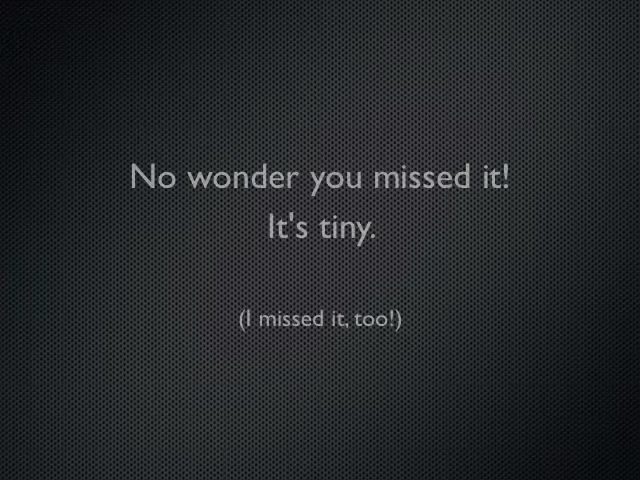 No wonder you missed it!
It's tiny.
(I missed it, too!)